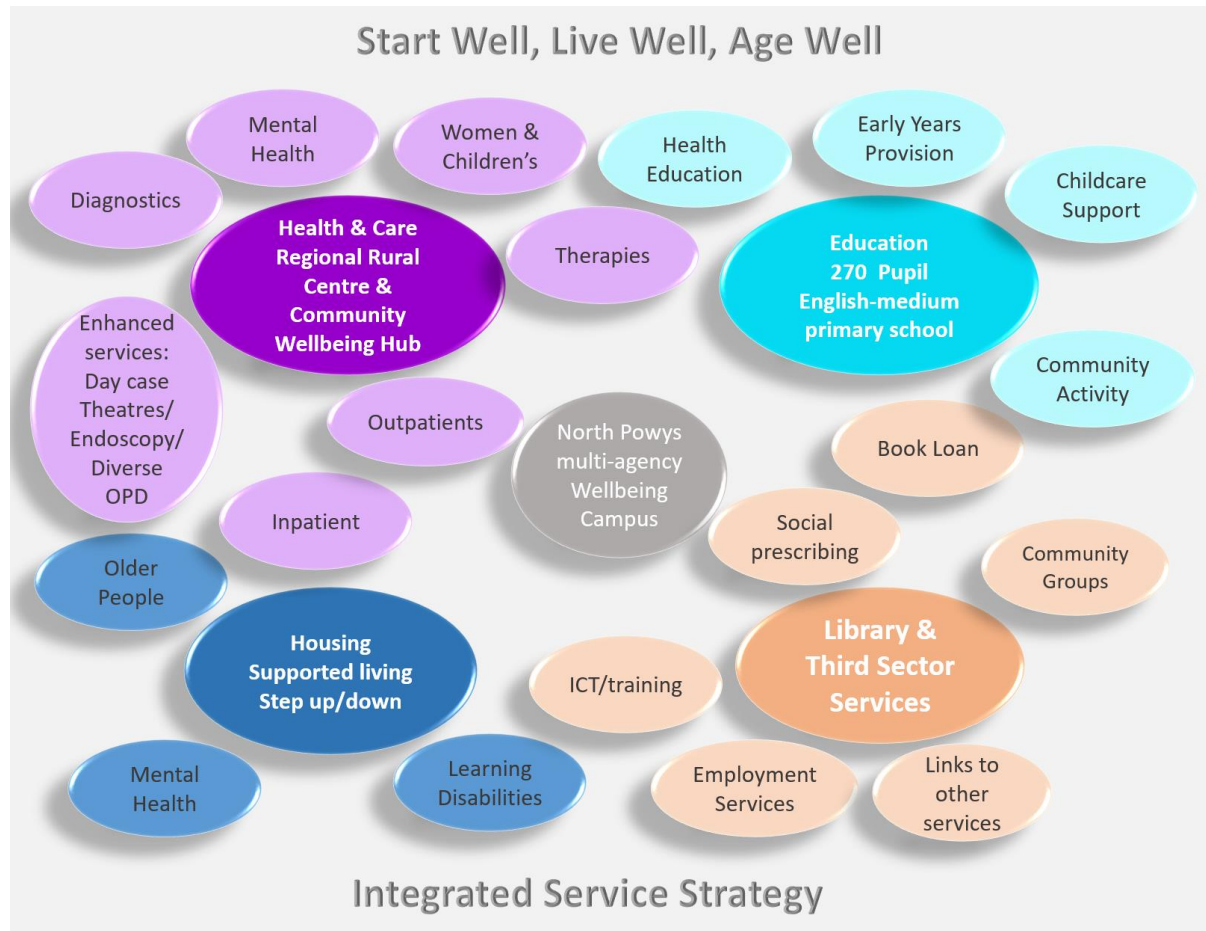 Start Well, Live Well, Age Well
Mental
Health
Women &
Children's
Health
Education
Early Years
Provision
Childcare
Support
Diagnostics
Health & Care
Regional Rural
Centre &
Community
Wellbeing Hub
Therapies
Education
270 Pupil
English-medium
primary school
Enhanced
services:
Day case
Theatres/
Endoscopy/
Diverse
OPD
Outpatients
North Powys
multi-agency
Wellbeing
Campus
Community
Activity
Book Loan
Inpatient
Social
prescribing
Community
Groups
Older
People
Housing
Supported living
Step up/down
ICT/training
Library &
Third Sector
Services
Mental
Health
Learning
Disabilities
Employment
Services
Links to
other
services
Integrated Service Strategy